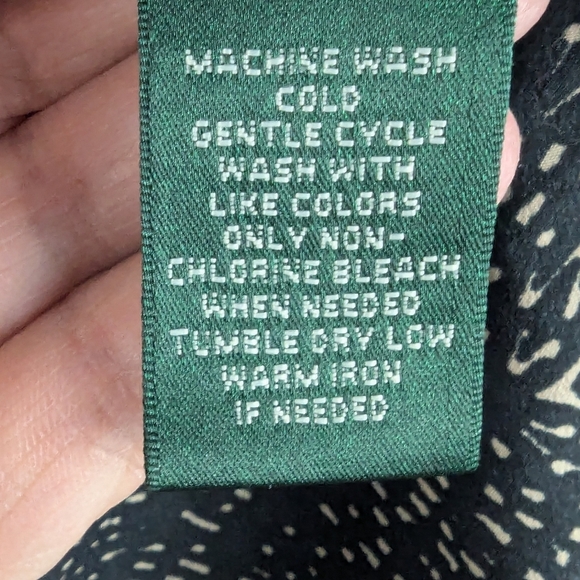 MACHINE WASH
COLD
GENTLE CYCLE
WASH WITH
LIKE COLORS
ONLY NON-
CHLORINE BLEACH
WHEN NEEDED
TUMBLE DRY LOW
WARM IRON
IF NEEDED